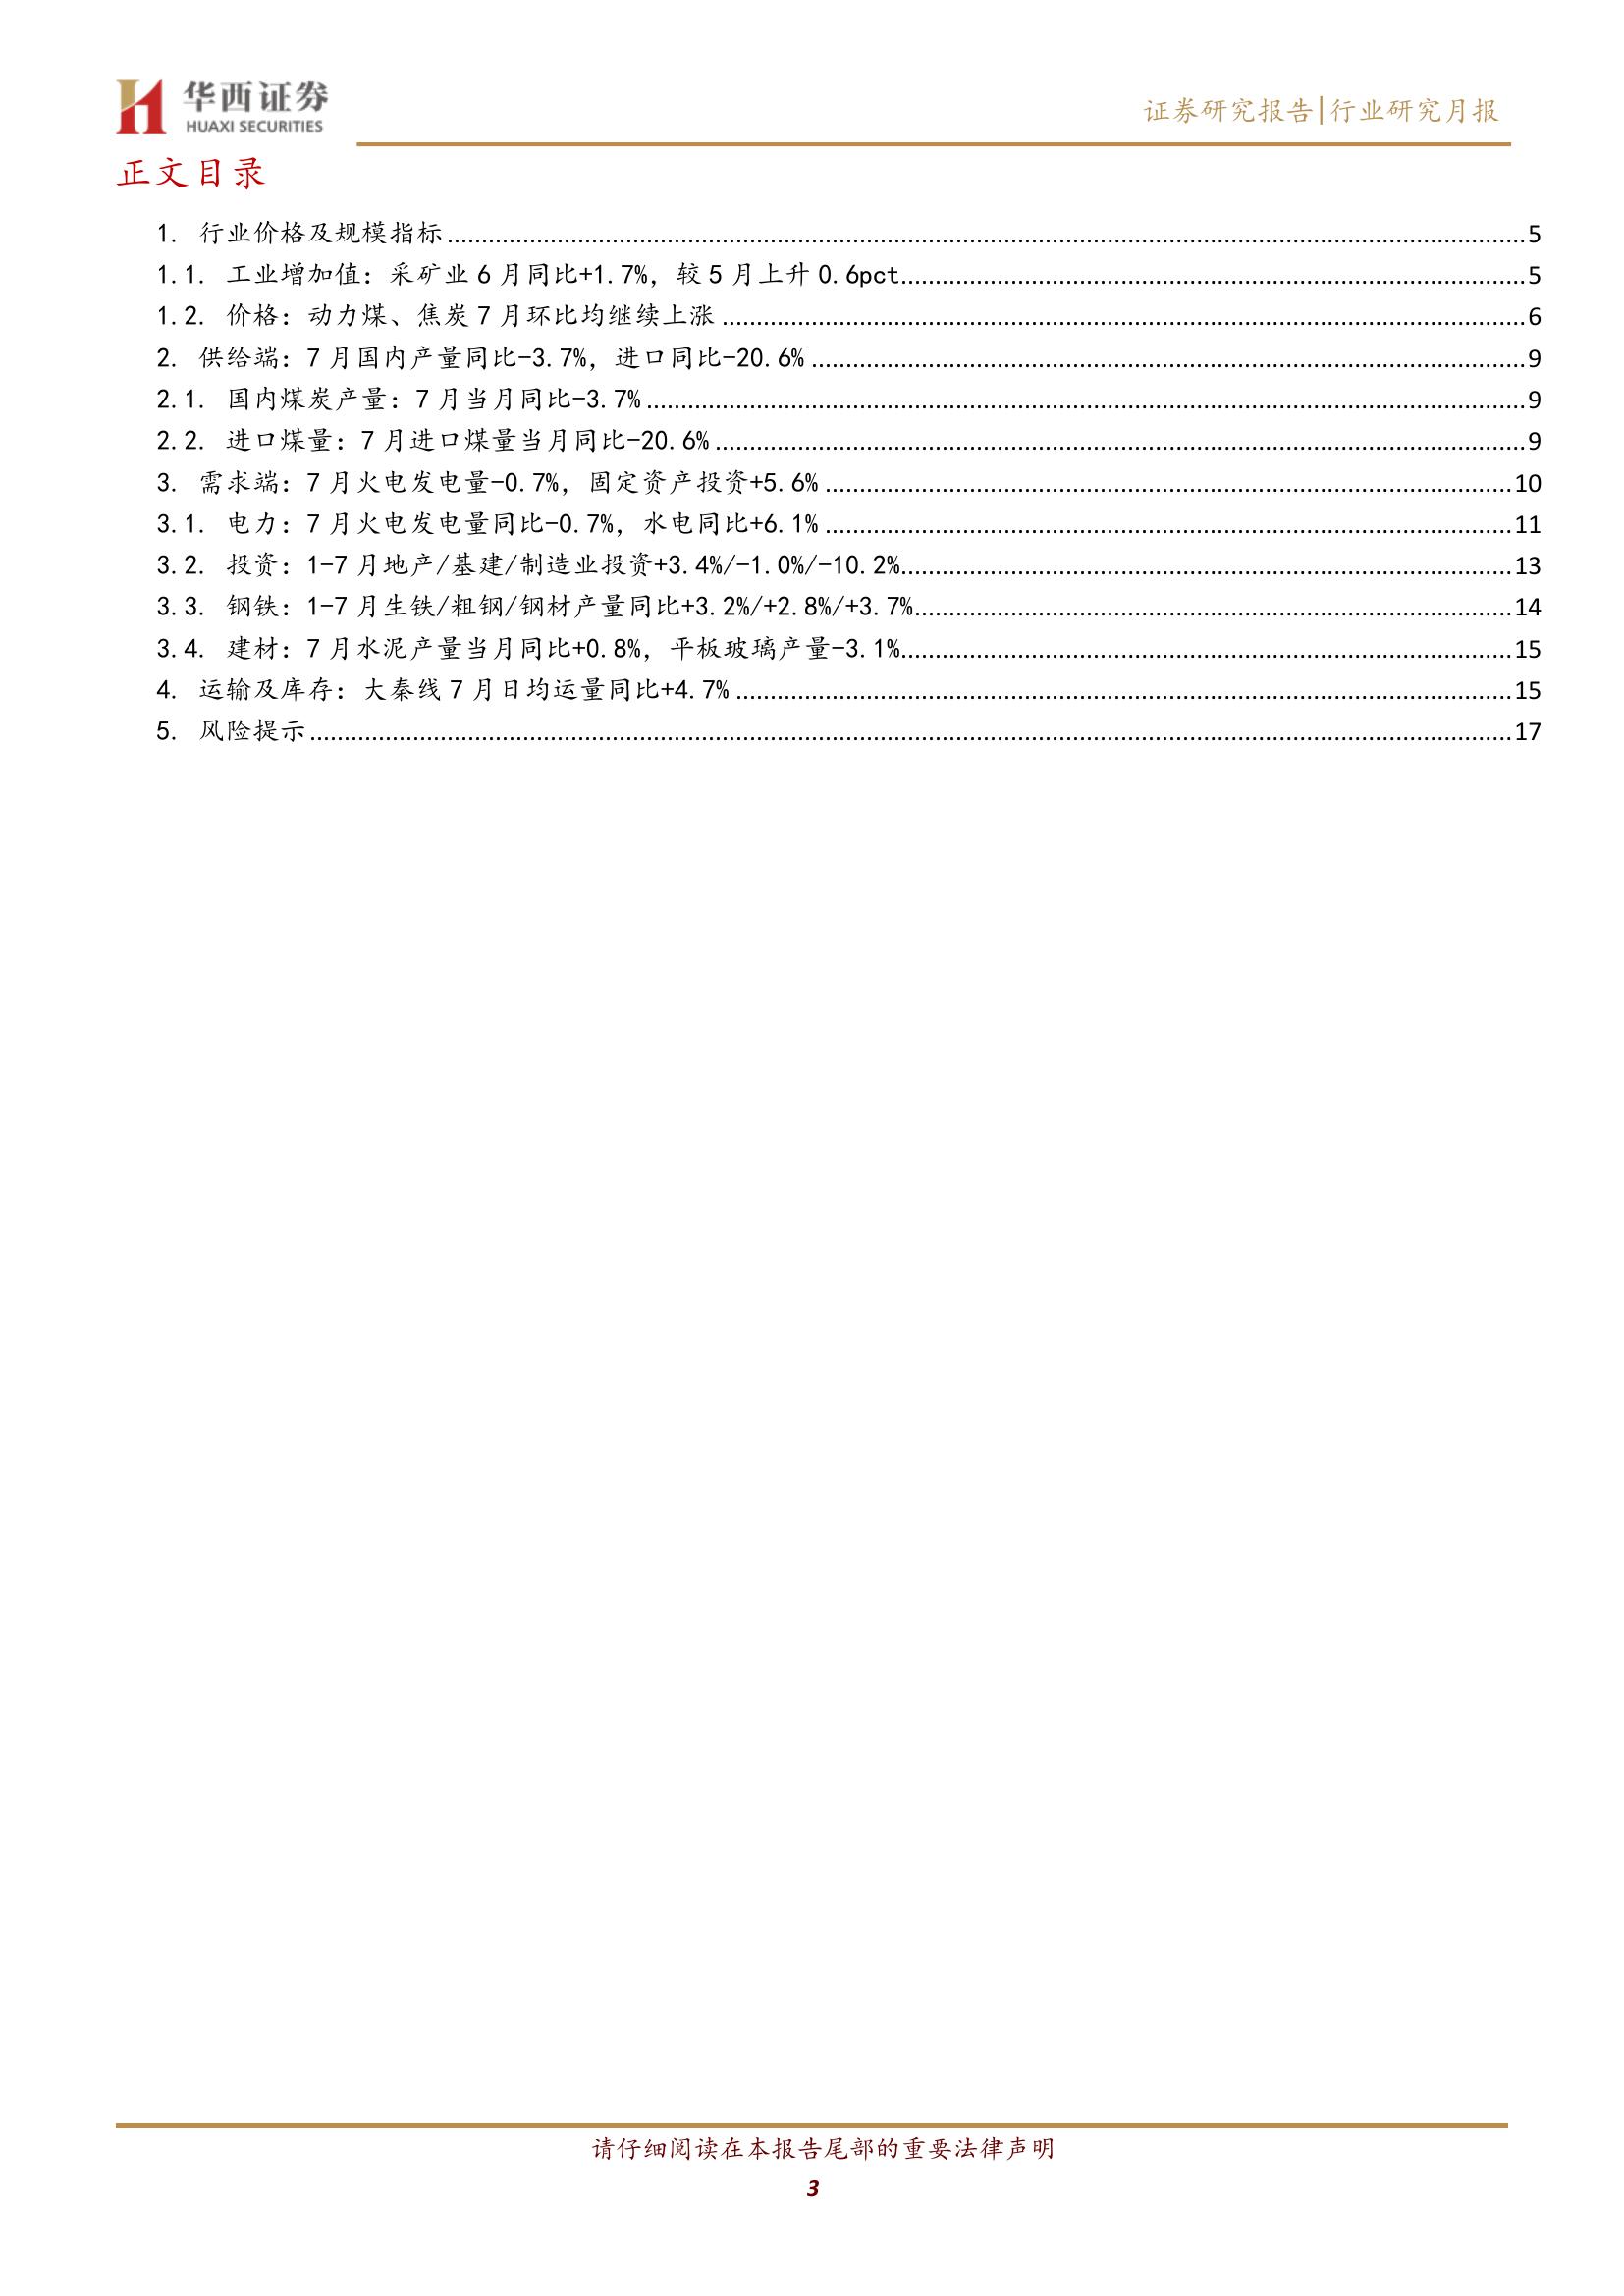 华西证券
HUAXI SECURITIES
证券研究报告|行业研究月报
正文目录
1. 行业价格及规模指标 5
1.1. 工业增加值：采矿业 6 月同比+1.7%，较 5 月上升 0.6pct 5
1.2. 价格：动力煤、焦炭 7 月环比均继续上涨 6
2. 供给端：7 月国内产量同比-3.7%，进口同比-20.6% 9
2.1. 国内煤炭产量：7 月当月同比-3.7% 9
2.2. 进口煤量：7 月进口煤量当月同比-20.6% 9
3. 需求端：7 月火电发电量-0.7%，固定资产投资+5.6% 10
3.1. 电力：7 月火电发电量同比-0.7%，水电同比+6.1% 11
3.2. 投资：1-7 月地产/基建/制造业投资+3.4%/-1.0%/-10.2% 13
3.3. 钢铁：1-7 月生铁/粗钢/钢材产量同比+3.2%/+2.8%/+3.7% 14
3.4. 建材：7 月水泥产量当月同比+0.8%，平板玻璃产量-3.1% 15
4. 运输及库存：大秦线 7 月日均运量同比+4.7% 15
5. 风险提示 17
请仔细阅读在本报告尾部的重要法律声明
3